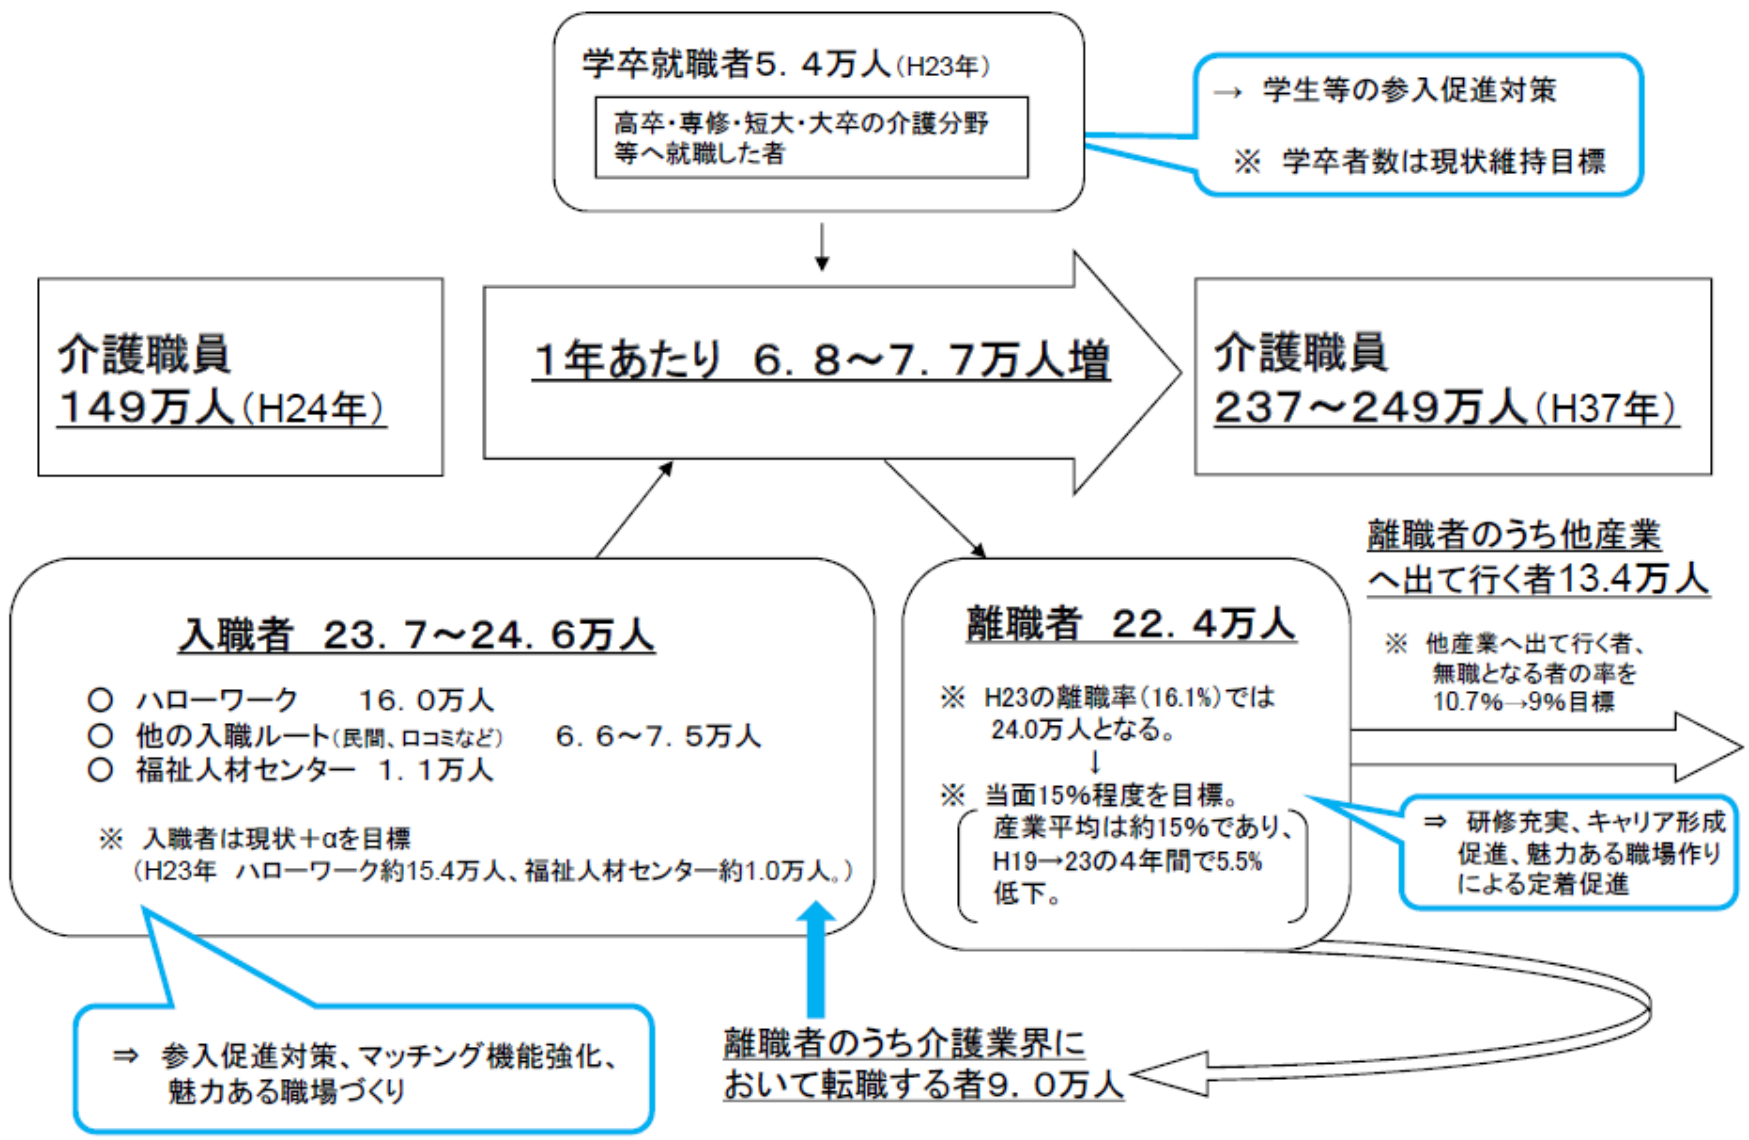 学卒就職者5．4万人（H23年）
高卒・専修・短大・大卒の介護分野
等へ就職した者
→ 学生等の参入促進対策
※ 学卒者数は現状維持目標
介護職員
149万人（H24年）
1年あたり 6．8～7．7万人増
介護職員
237～249万人（H37年）
入職者 23．7～24．6万人
○ ハローワーク 16．0万人
○ 他の入職ルート（民間、口コミなど） 6．6～7．5万人
○ 福祉人材センター 1．1万人
※ 入職者は現状＋αを目標
（H23年 ハローワーク約15.4万人、福祉人材センター約1.0万人。）
離職者 22．4万人
※ H23の離職率（16.1%）では
24.0万人となる。
↓
※ 当面15%程度を目標。
産業平均は約15%であり、
H19→23の4年間で5.5%
低下。
離職者のうち他産業
へ出て行く者13.4万人
※ 他産業へ出て行く者、
無職となる者の率を
10.7%→9%目標
⇒ 研修充実、キャリア形成
促進、魅力ある職場作り
による定着促進
⇒ 参入促進対策、マッチング機能強化、
魅力ある職場づくり
離職者のうち介護業界に
おいて転職する者9．0万人